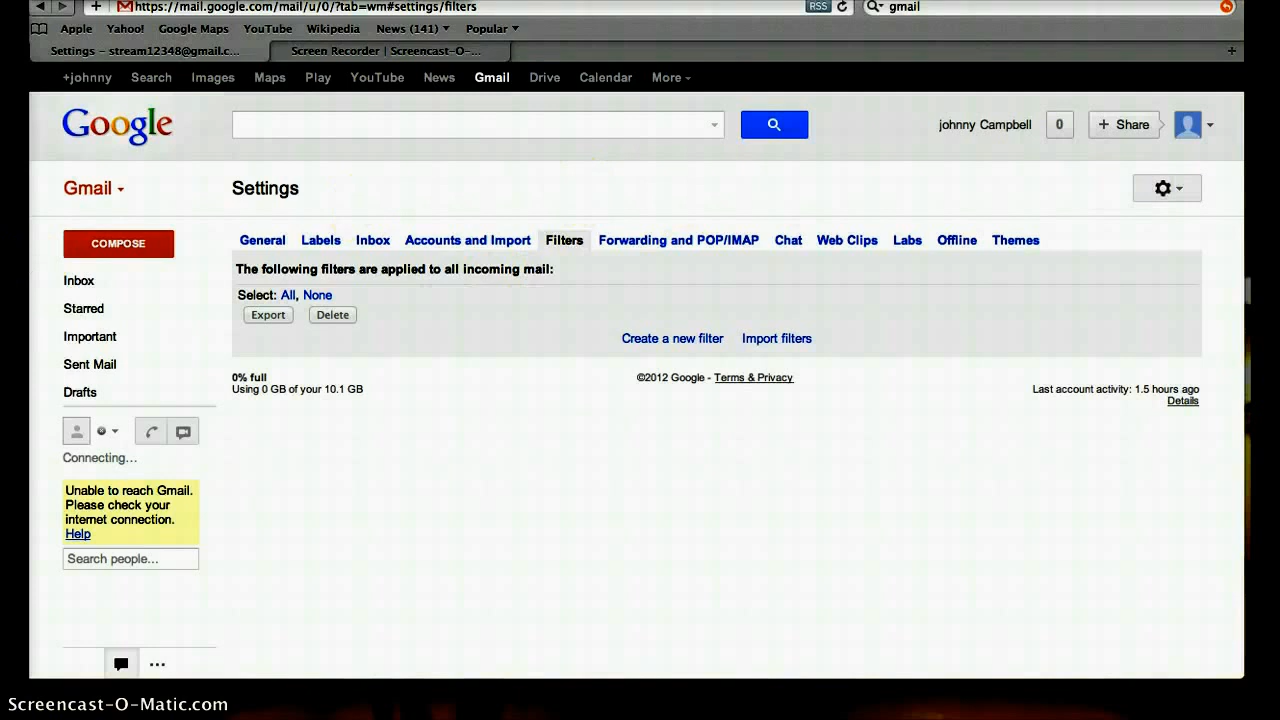 https://mail.google.com/mail/u/0/?tab=wm#settings/filters RSS gmail
Apple Yahoo! Google Maps YouTube Wikipedia News (141) Popular
Settings – stream12348@gmail.c... Screen Recorder | Screencast-O-...
+johnny Search Images Maps Play YouTube News Gmail Drive Calendar More
Google johnny Campbell 0 + Share
Gmail Settings
COMPOSE
General Labels Inbox Accounts and Import Filters Forwarding and POP/IMAP Chat Web Clips Labs Offline Themes
The following filters are applied to all incoming mail:
Select: All, None
Export Delete
Create a new filter Import filters
0% full
Using 0 GB of your 10.1 GB
©2012 Google - Terms & Privacy
Last account activity: 1.5 hours ago
Details
Inbox
Starred
Important
Sent Mail
Drafts
Connecting...
Unable to reach Gmail.
Please check your
internet connection.
Help
Search people...
Screencast-O-Matic.com